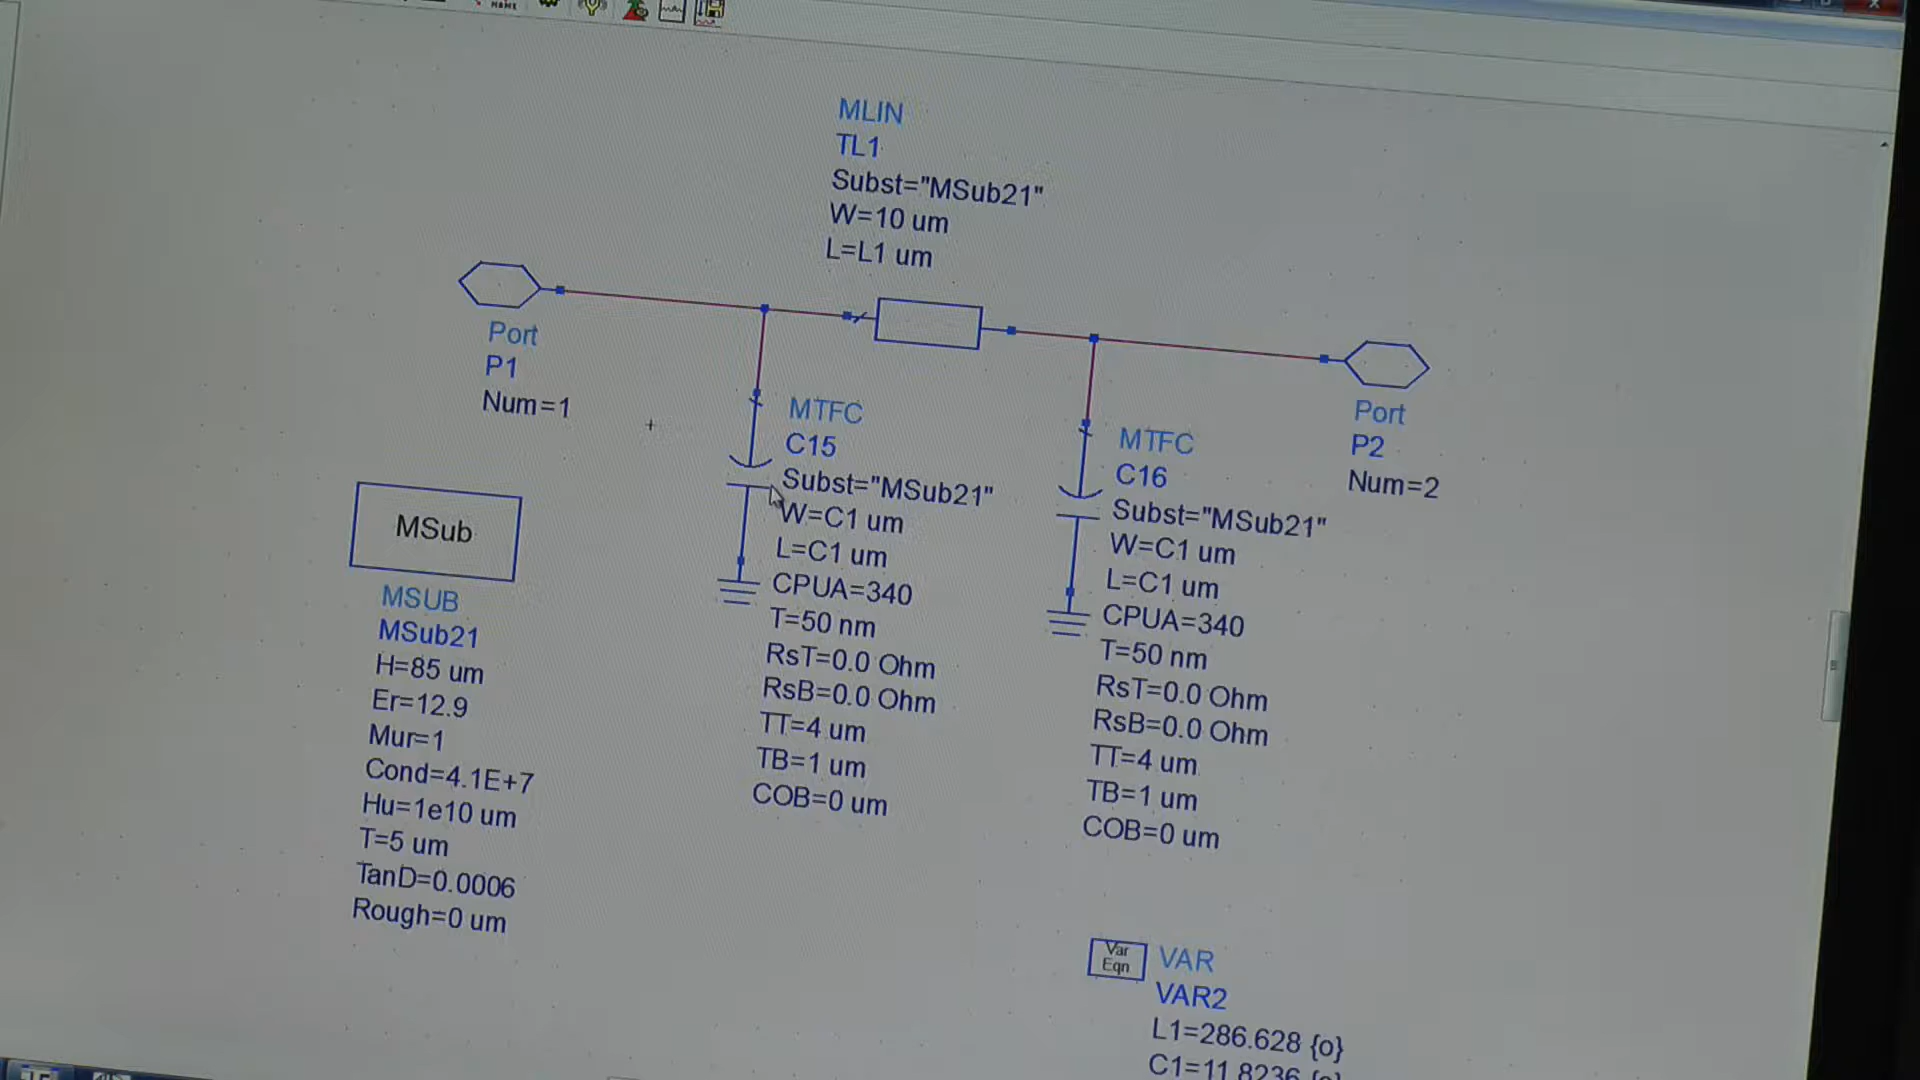 NAME
MLIN
TL1
Subst="MSub21"
W=10 um
L=L1 um
Port
P1
Num=1
MTFC
C15
Subst="MSub21"
W=C1 um
L=C1 um
CPUA=340
T=50 nm
RsT=0.0 Ohm
RsB=0.0 Ohm
TT=4 um
TB=1 um
COB=0 um
MTFC
C16
Subst="MSub21"
W=C1 um
L=C1 um
CPUA=340
T=50 nm
RsT=0.0 Ohm
RsB=0.0 Ohm
TT=4 um
TB=1 um
COB=0 um
Port
P2
Num=2
MSub
MSUB
MSub21
H=85 um
Er=12.9
Mur=1
Cond=4.1E+7
Hu=1e10 um
T=5 um
TanD=0.0006
Rough=0 um
Var
Eqn
VAR
VAR2
L1=286.628 {o}
C1=11.8236 {o}